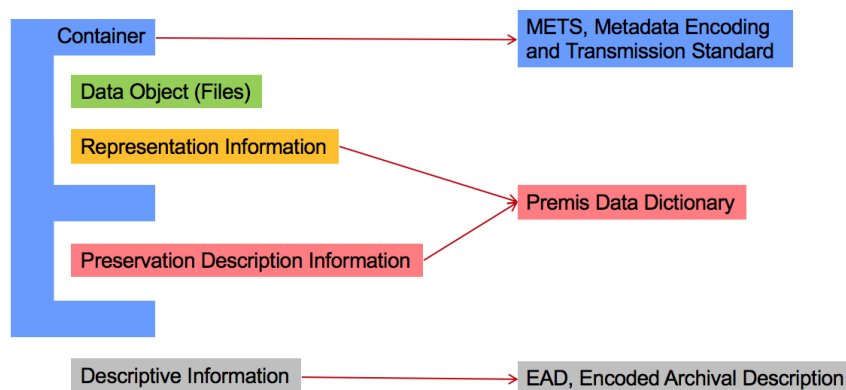 Container
METS, Metadata Encoding
and Transmission Standard
Data Object (Files)
Representation Information
Premis Data Dictionary
Preservation Description Information
Descriptive Information
EAD, Encoded Archival Description